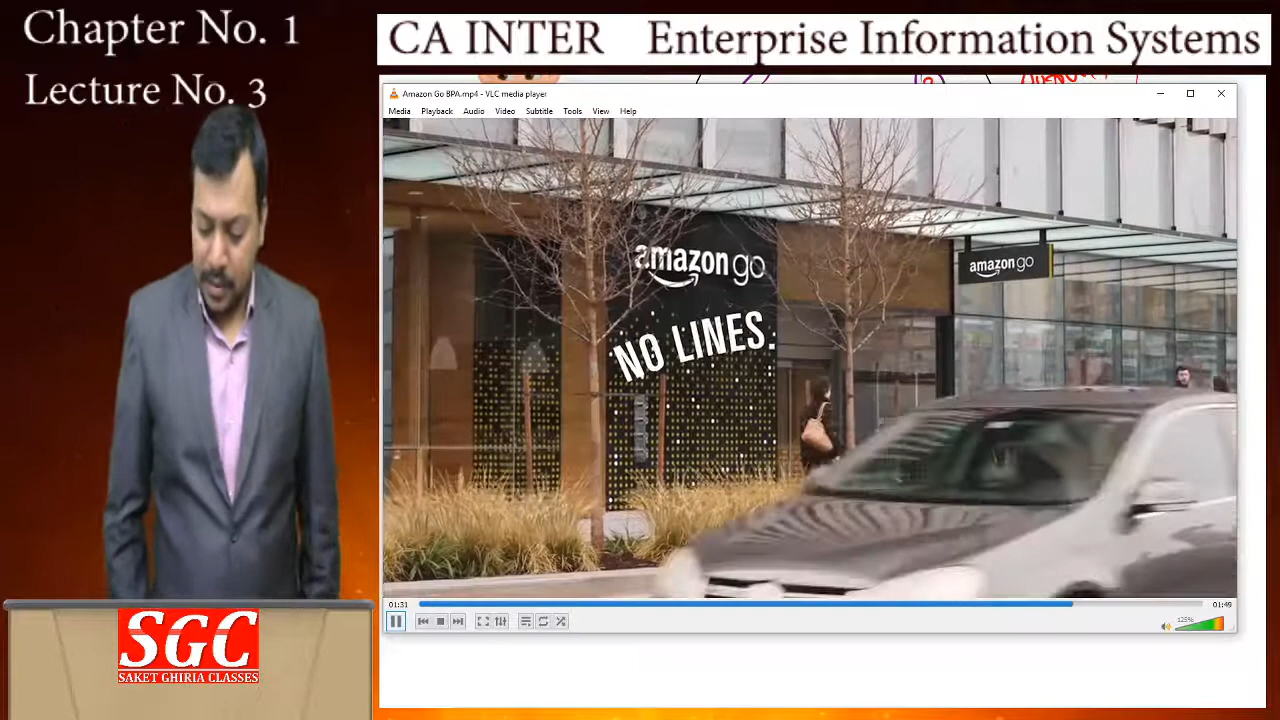 Chapter No. 1
Lecture No. 3
CA INTER Enterprise Information Systems
Amazon Go BPA.mp4 - VLC media player
Media Playback Audio Video Subtitle Tools View Help
amazon go
NO LINES.
amazon go
01:31
01:49
125%
SGC
SAKET GHIRIA CLASSES